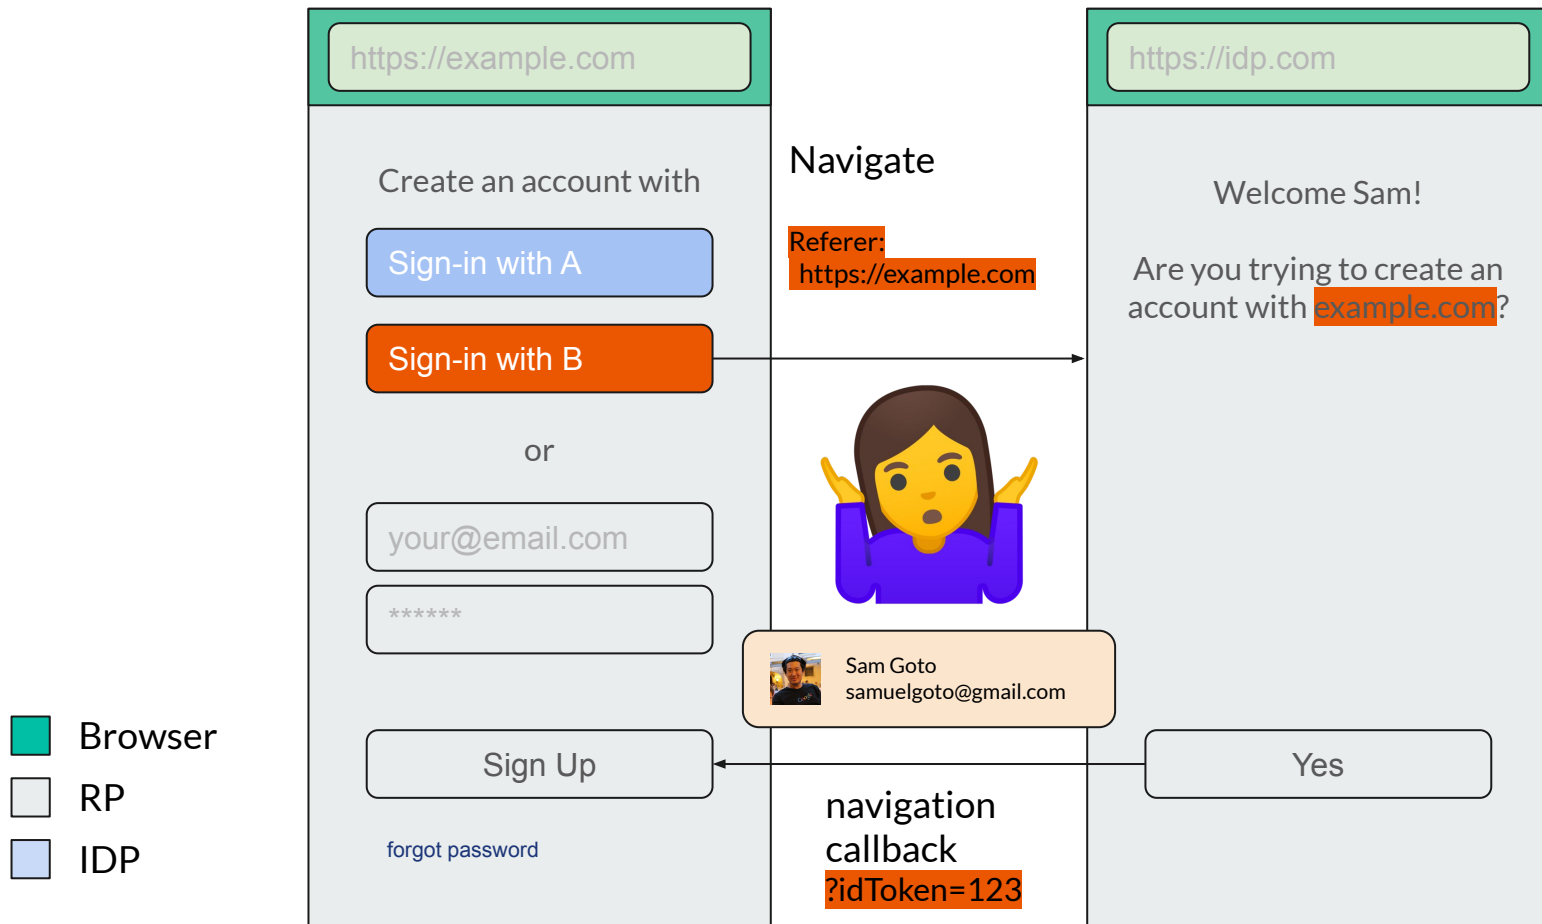 https://example.com
Create an account with
Sign-in with A
Sign-in with B
or
your@email.com
******
Sign Up
forgot password
Navigate
Referer:
https://example.com
Sam Goto
samuelgoto@gmail.com
navigation
callback
?idToken=123
https://idp.com
Welcome Sam!
Are you trying to create an
account with example.com?
Yes
Browser
RP
IDP